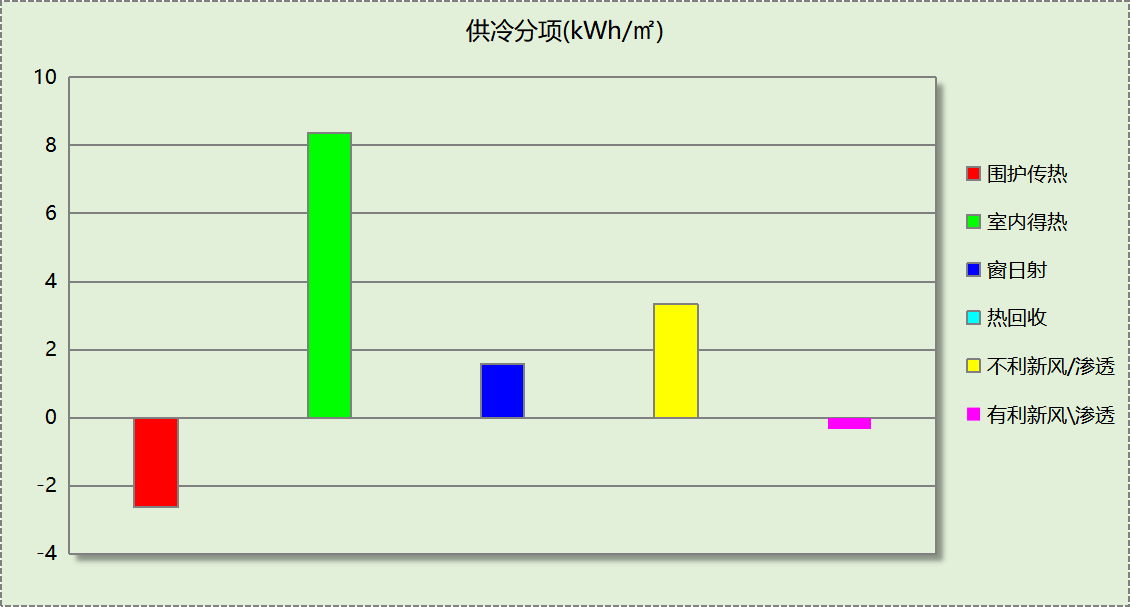 供冷分项(kWh/㎡)
10
8
6
4
2
0
-2
-4
围护传热
室内得热
窗日射
热回收
不利新风/渗透
有利新风\渗透